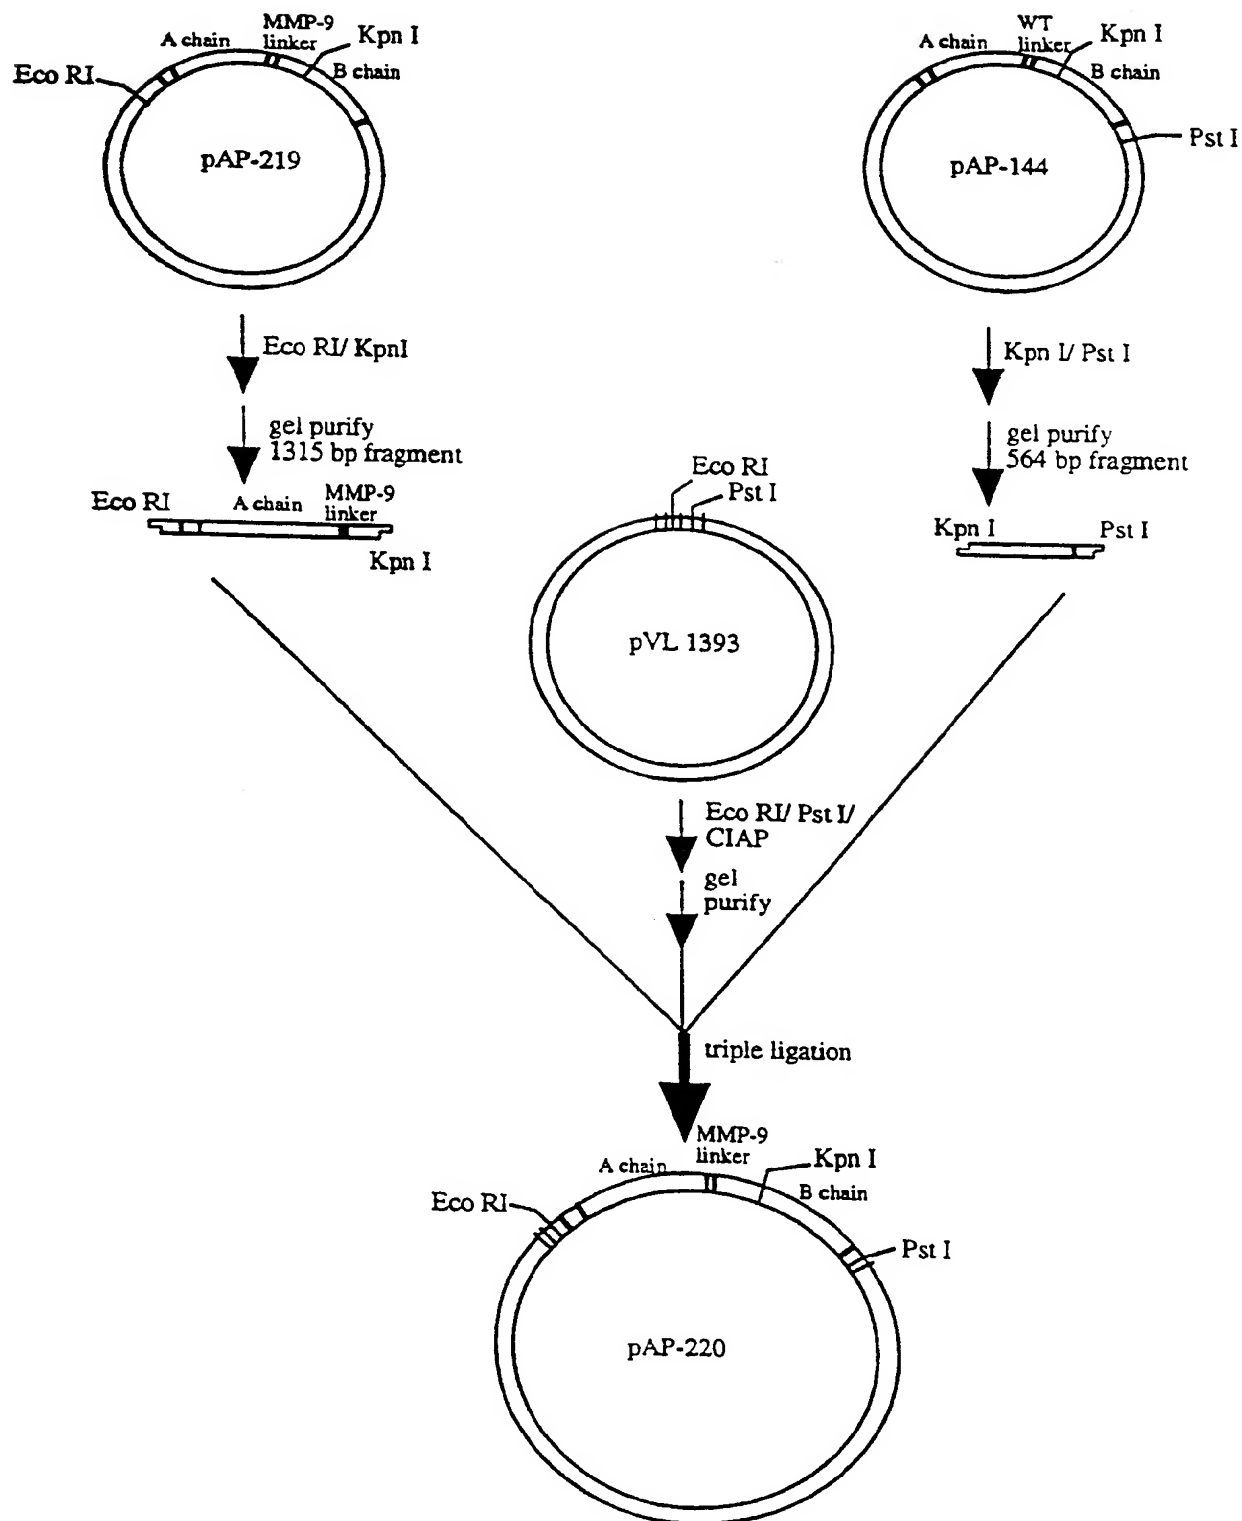 A chain
MMP-9
linker
Kpn I
Eco RI
B chain
pAP-219
A chain
WT
linker
Kpn I
B chain
Pst I
pAP-144
Eco RI/ KpnI
gel purify
1315 bp fragment
Kpn I/ Pst I
gel purify
564 bp fragment
Eco RI
A chain
MMP-9
linker
Kpn I
Eco RI
Pst I
pVL 1393
Kpn I
Pst I
Eco RI/ Pst I/
CIAP
gel
purify
triple ligation
MMP-9
linker
A chain
Kpn I
B chain
Eco RI
Pst I
pAP-220